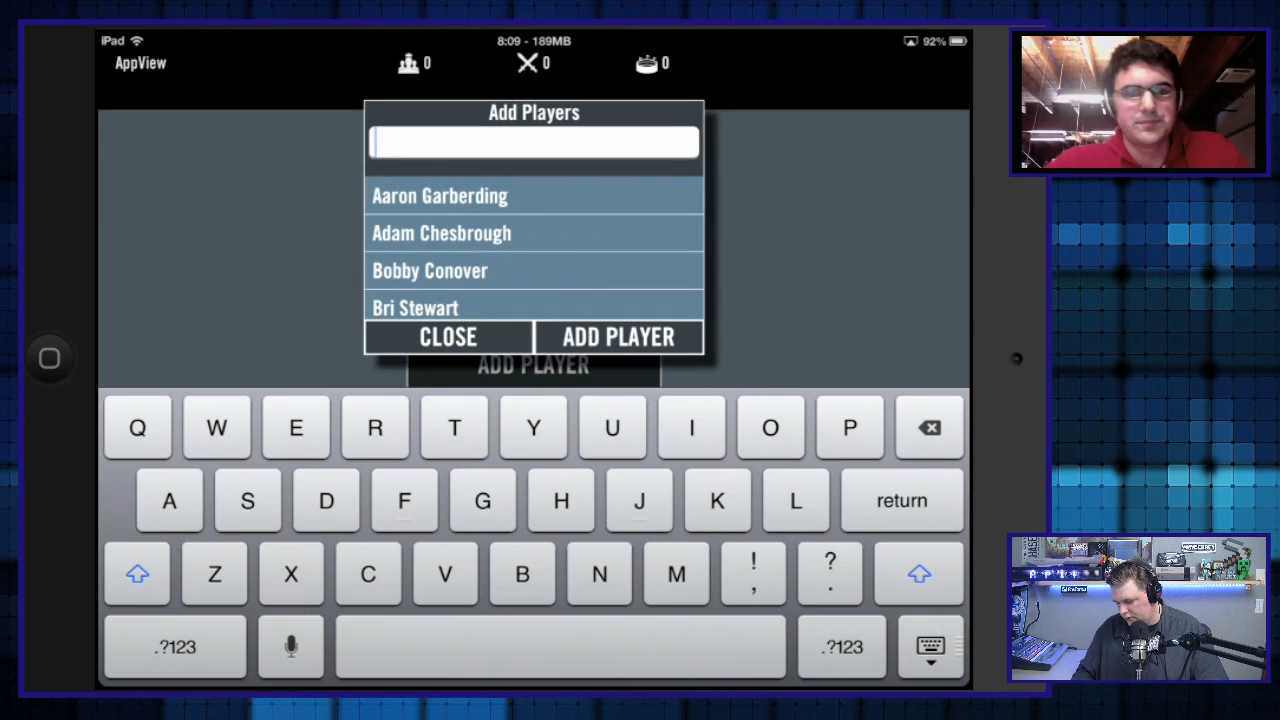 iPad 8:09 - 189MB 92%
AppView 0 0 0
Add Players
Aaron Garberding
Adam Chesbrough
Bobby Conover
Bri Stewart
CLOSE ADD PLAYER
ADD PLAYER
Q W E R T Y U I O P
A S D F G H J K L return
Z X C V B N M ! , ? .
.?123 .?123